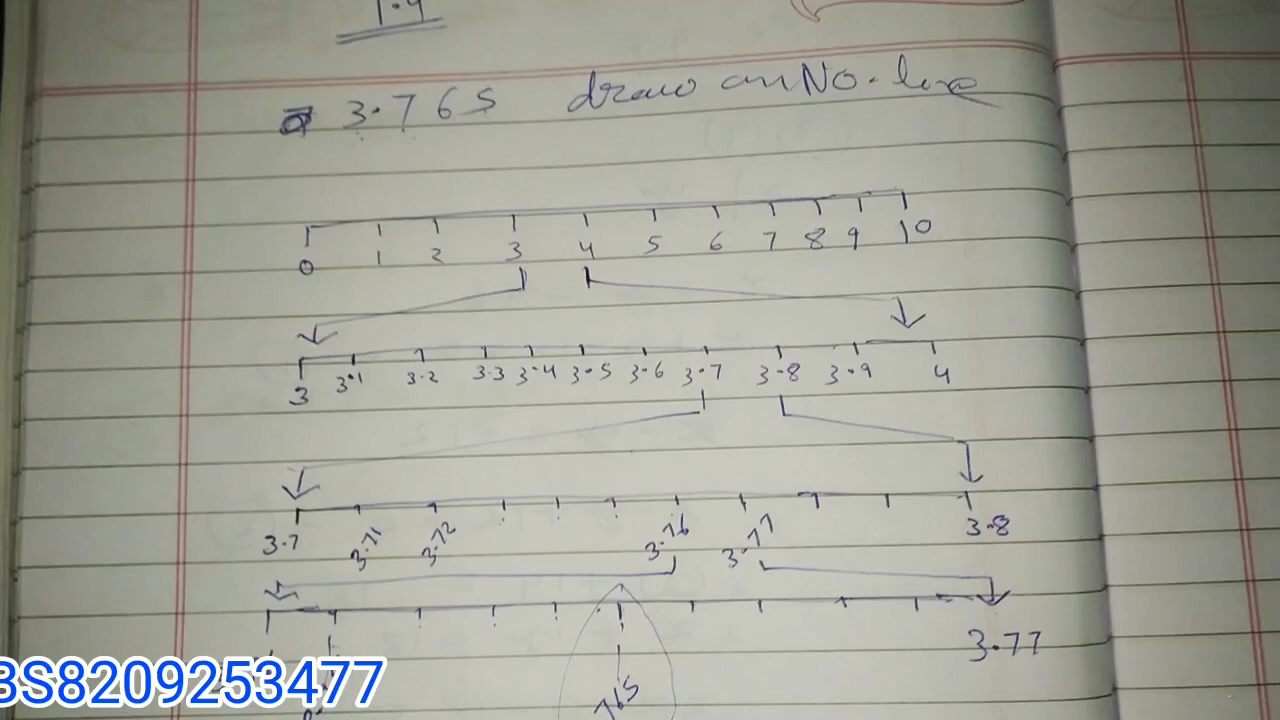 1.4
3.765 draw on No. line
0 1 2 3 4 5 6 7 8 9 10
3 3.1 3.2 3.3 3.4 3.5 3.6 3.7 3.8 3.9 4
3.7 3.71 3.72 3.76 3.77 3.8
3.77
765
BS8209253477